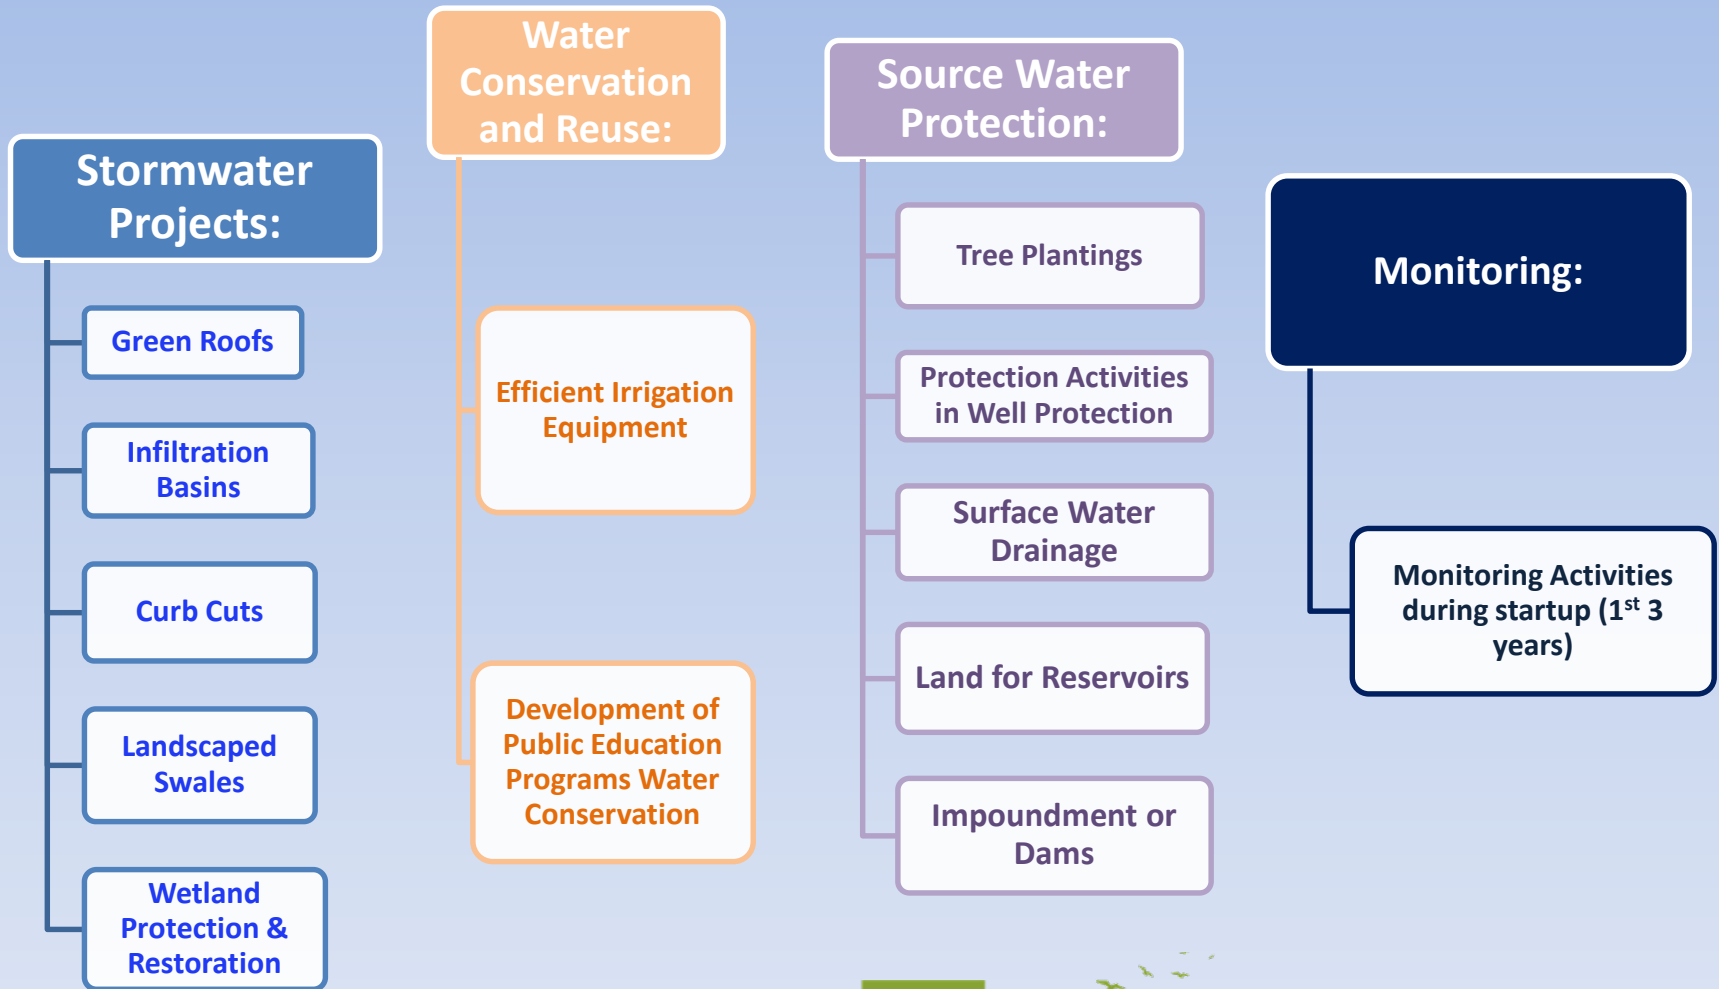 Stormwater
Projects:
Green Roofs
Infiltration
Basins
Curb Cuts
Landscaped
Swales
Wetland
Protection &
Restoration
Water
Conservation
and Reuse:
Efficient Irrigation
Equipment
Development of
Public Education
Programs Water
Conservation
Source Water
Protection:
Tree Plantings
Protection Activities
in Well Protection
Surface Water
Drainage
Land for Reservoirs
Impoundment or
Dams
Monitoring:
Monitoring Activities
during startup (1st 3
years)